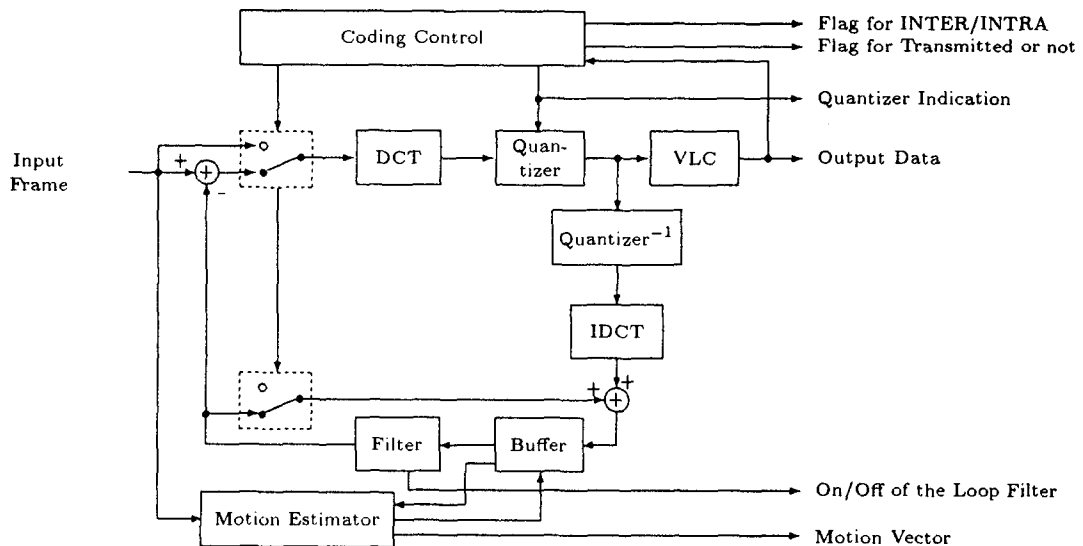 Coding Control
Flag for INTER/INTRA
Flag for Transmitted or not
Quantizer Indication
Input
Frame
+
+
-
DCT
Quan-
tizer
VLC
Output Data
Quantizer⁻¹
IDCT
+
+
+
Filter
Buffer
On/Off of the Loop Filter
Motion Estimator
Motion Vector